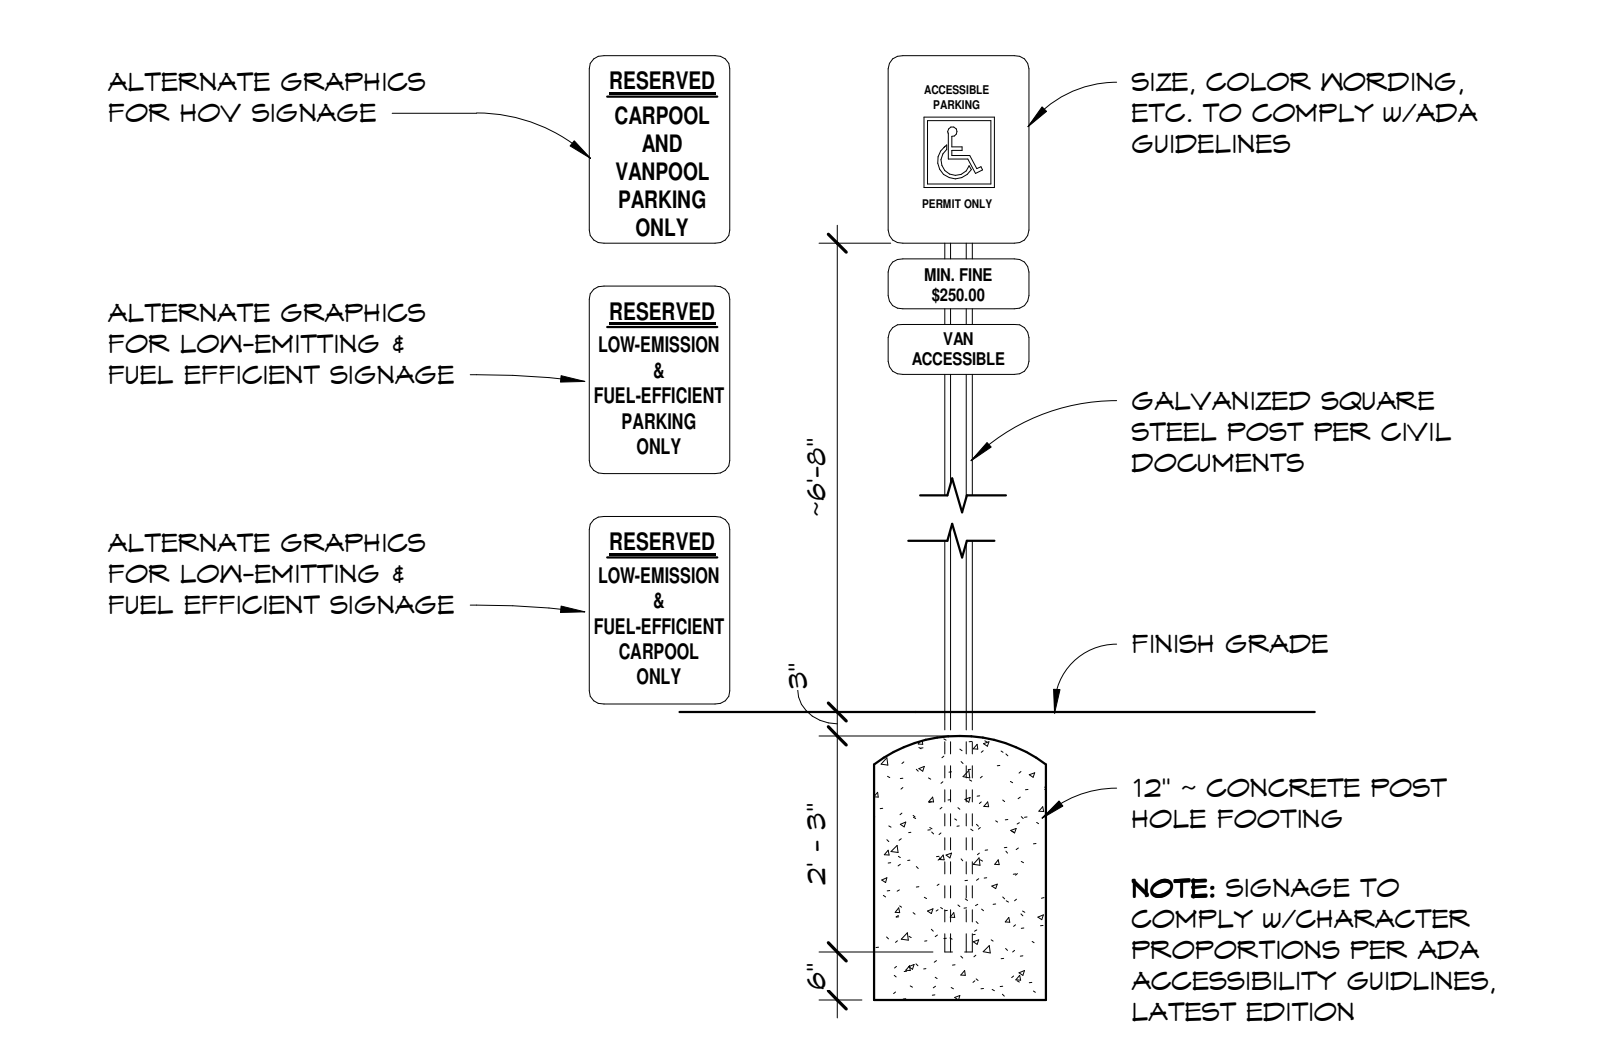 ALTERNATE GRAPHICS
FOR HOV SIGNAGE
RESERVED
CARPOOL
AND
VANPOOL
PARKING
ONLY
ALTERNATE GRAPHICS
FOR LOW-EMITTING &
FUEL EFFICIENT SIGNAGE
RESERVED
LOW-EMISSION
&
FUEL-EFFICIENT
PARKING
ONLY
ALTERNATE GRAPHICS
FOR LOW-EMITTING &
FUEL EFFICIENT SIGNAGE
RESERVED
LOW-EMISSION
&
FUEL-EFFICIENT
CARPOOL
ONLY
ACCESSIBLE
PARKING
PERMIT ONLY
MIN. FINE
$250.00
VAN
ACCESSIBLE
~6'-8"
3"
2' - 3"
6"
SIZE, COLOR WORDING,
ETC. TO COMPLY W/ADA
GUIDELINES
GALVANIZED SQUARE
STEEL POST PER CIVIL
DOCUMENTS
FINISH GRADE
12" ~ CONCRETE POST
HOLE FOOTING
NOTE: SIGNAGE TO
COMPLY W/CHARACTER
PROPORTIONS PER ADA
ACCESSIBILITY GUIDLINES,
LATEST EDITION